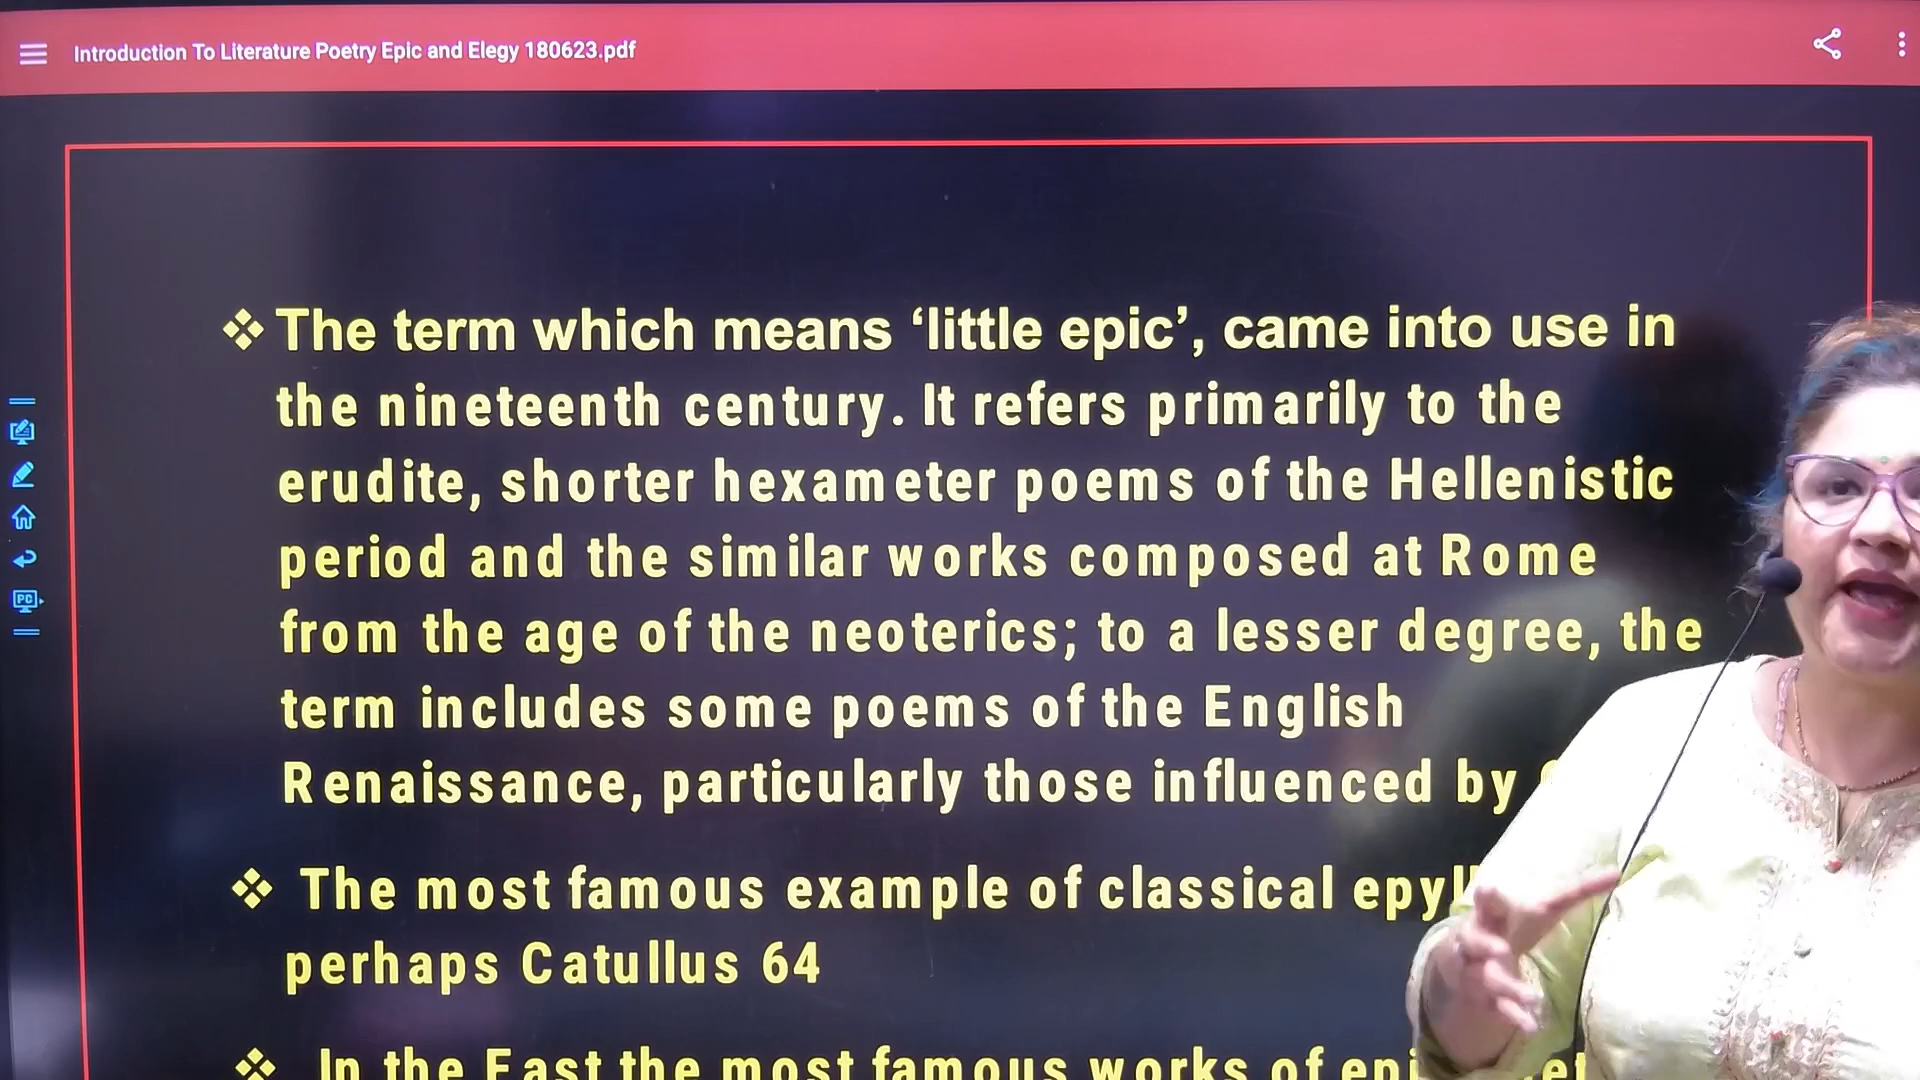 Introduction To Literature Poetry Epic and Elegy 180623.pdf
❖ The term which means ‘little epic’, came into use in
the nineteenth century. It refers primarily to the
erudite, shorter hexameter poems of the Hellenistic
period and the similar works composed at Rome
from the age of the neoterics; to a lesser degree, the
term includes some poems of the English
Renaissance, particularly those influenced by
❖ The most famous example of classical
perhaps Catullus 64
❖ In the East the most famous works of
PC